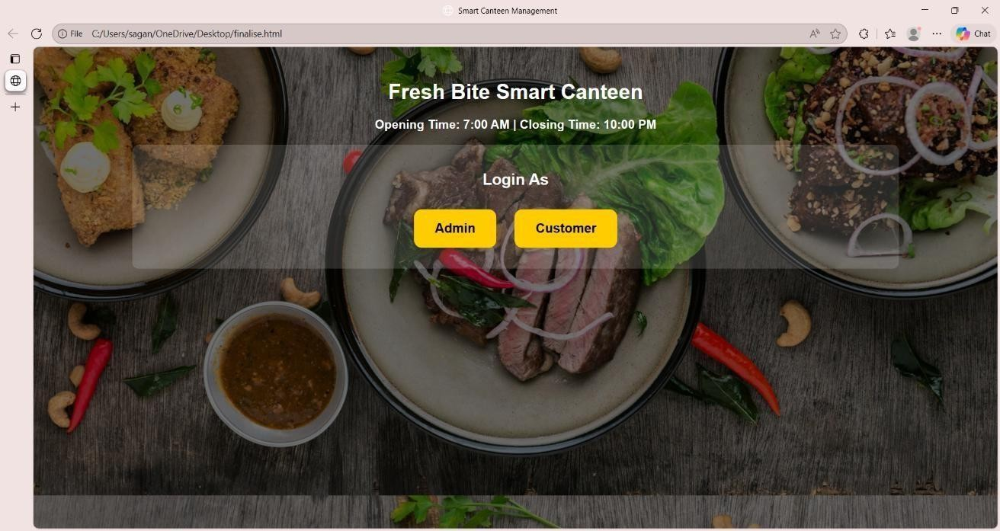 Smart Canteen Management
File C:/Users/sagan/OneDrive/Desktop/finalise.html
Chat
Fresh Bite Smart Canteen
Opening Time: 7:00 AM | Closing Time: 10:00 PM
Login As
Admin Customer